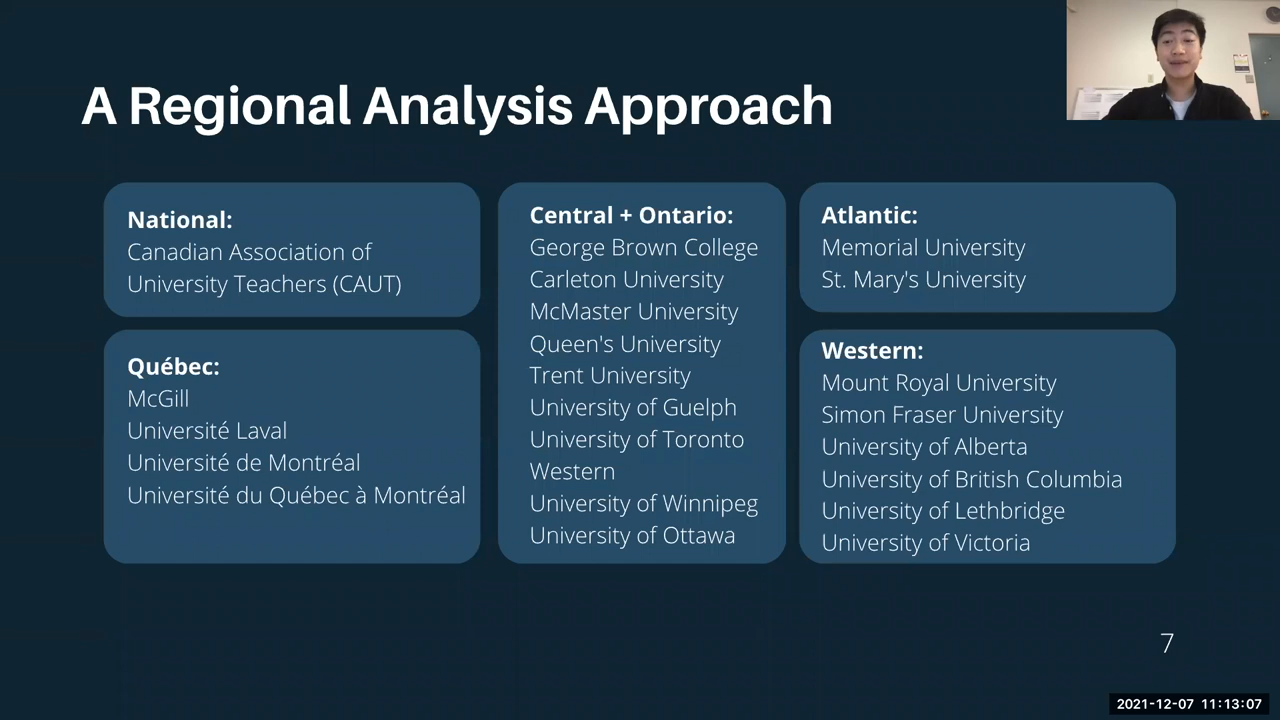 A Regional Analysis Approach
National:
Canadian Association of
University Teachers (CAUT)
Québec:
McGill
Université Laval
Université de Montréal
Université du Québec à Montréal
Central + Ontario:
George Brown College
Carleton University
McMaster University
Queen's University
Trent University
University of Guelph
University of Toronto
Western
University of Winnipeg
University of Ottawa
Atlantic:
Memorial University
St. Mary's University
Western:
Mount Royal University
Simon Fraser University
University of Alberta
University of British Columbia
University of Lethbridge
University of Victoria
7
2021-12-07 11:13:07